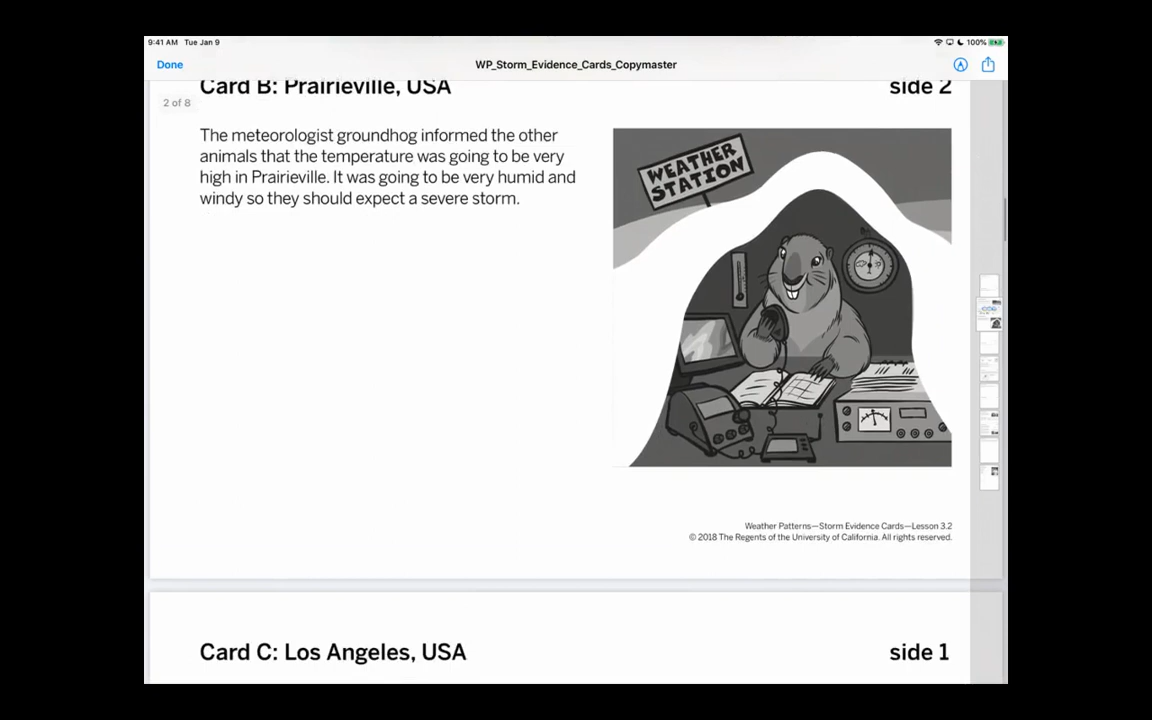 9:41 AM Tue Jan 9
100%
Done
WP_Storm_Evidence_Cards_Copymaster
Card B: Prairieville, USA
side 2
2 of 8
The meteorologist groundhog informed the other
animals that the temperature was going to be very
high in Prairieville. It was going to be very humid and
windy so they should expect a severe storm.
WEATHER
STATION
Weather Patterns—Storm Evidence Cards—Lesson 3.2
© 2018 The Regents of the University of California. All rights reserved.
Card C: Los Angeles, USA
side 1